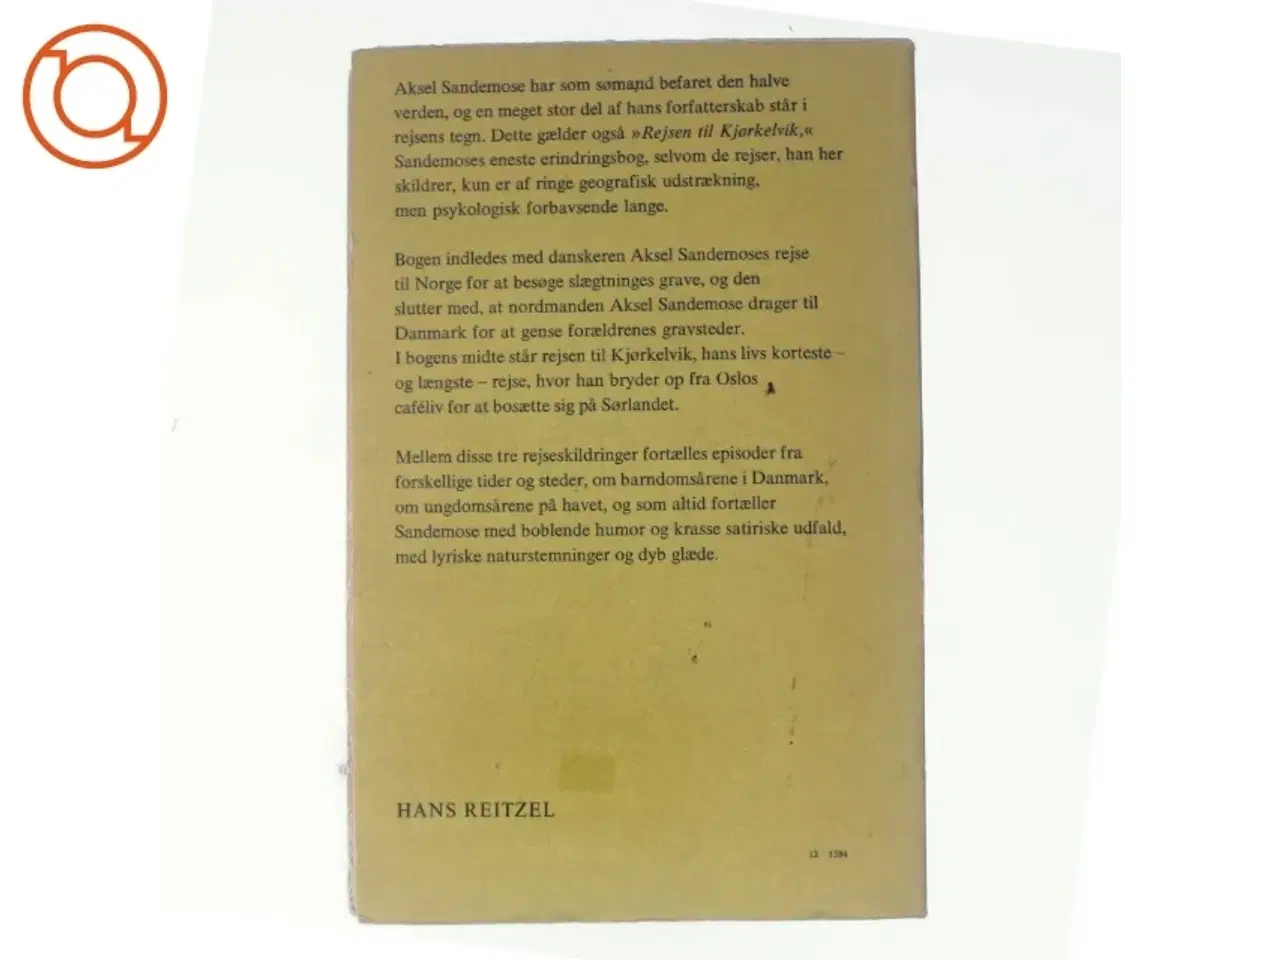 Aksel Sandemose har som sømand befaret den halve
verden, og en meget stor del af hans forfatterskab står i
rejsens tegn. Dette gælder også »Rejsen til Kjørkelvik,«
Sandemoses eneste erindringsbog, selvom de rejser, han her
skildrer, kun er af ringe geografisk udstrækning,
men psykologisk forbavsende lange.
Bogen indledes med danskeren Aksel Sandemoses rejse
til Norge for at besøge slægtninges grave, og den
slutter med, at nordmanden Aksel Sandemose drager til
Danmark for at gense forældrenes gravsteder.
I bogens midte står rejsen til Kjørkelvik, hans livs korteste –
og længste – rejse, hvor han bryder op fra Oslos
caféliv for at bosætte sig på Sørlandet.
Mellem disse tre rejseskildringer fortælles episoder fra
forskellige tider og steder, om barndomsårene i Danmark,
om ungdomsårene på havet, og som altid fortæller
Sandemose med boblende humor og krasse satiriske udfald,
med lyriske naturstemninger og dyb glæde.
HANS REITZEL
12 1584